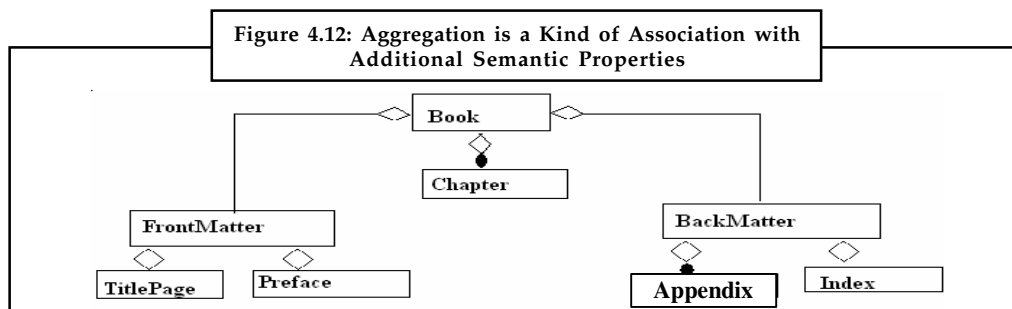 Figure 4.12: Aggregation is a Kind of Association with
Additional Semantic Properties
Book
Chapter
FrontMatter
BackMatter
TitlePage
Preface
Appendix
Index